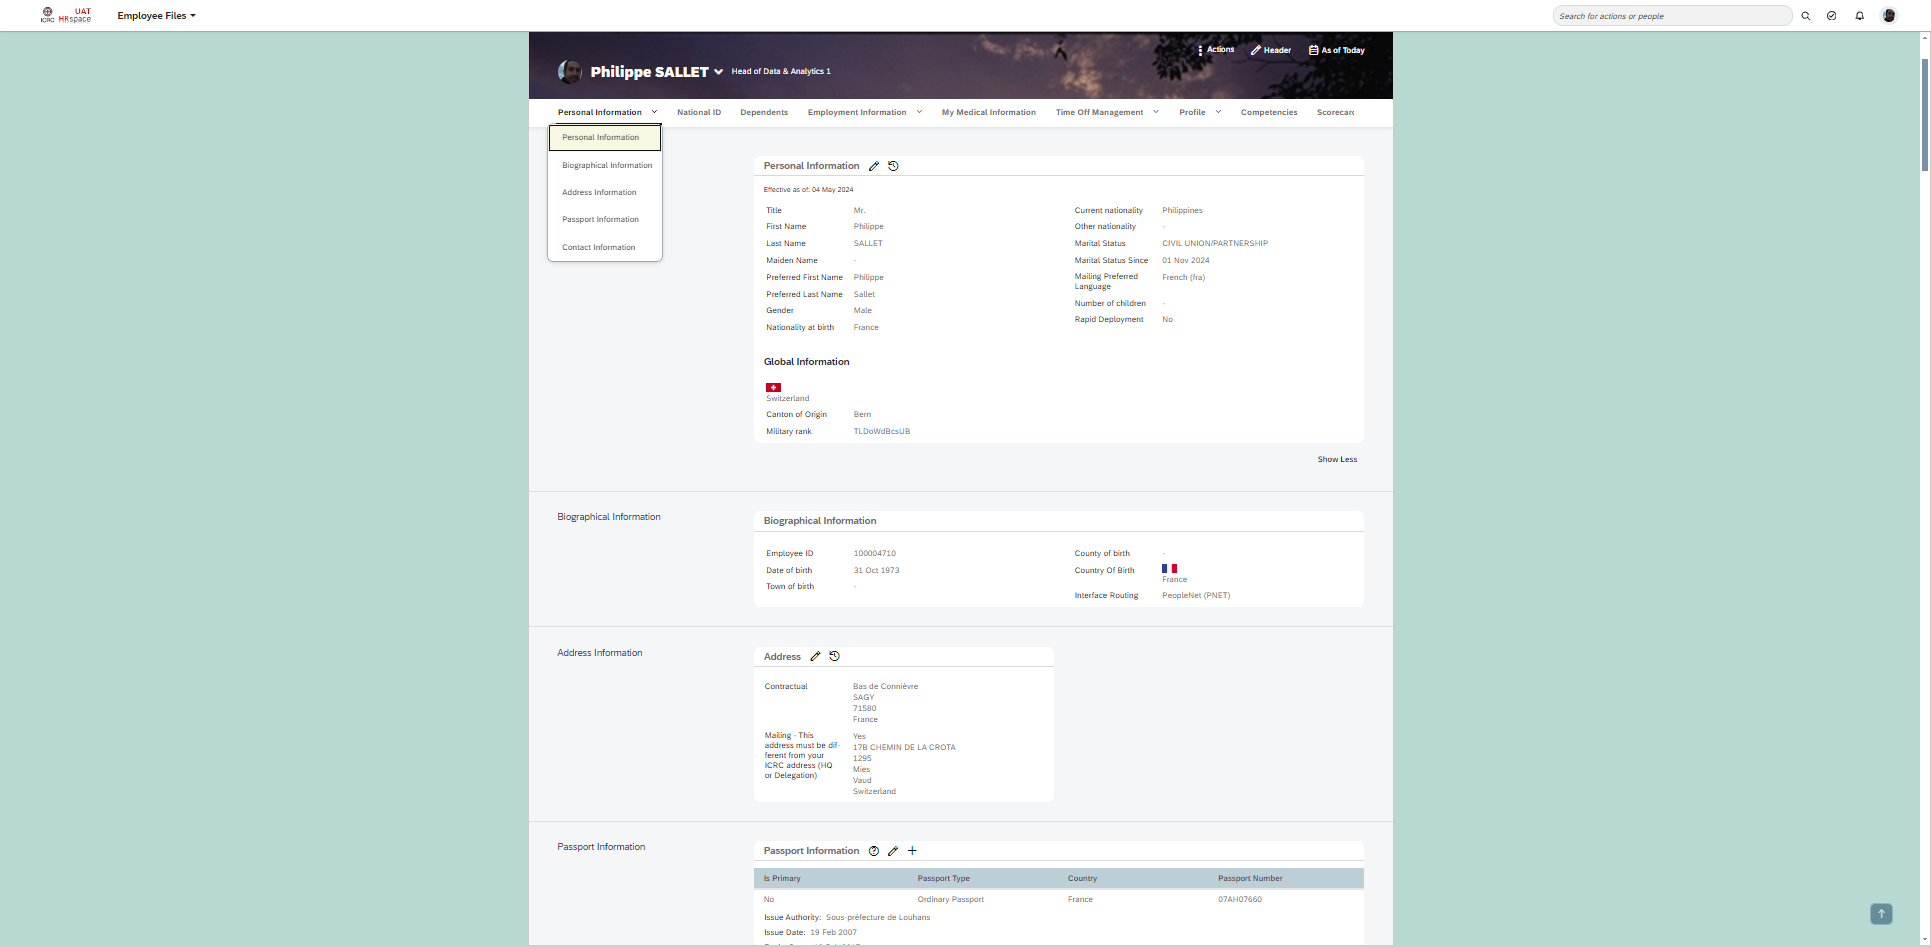 ICRC UAT HRspace
Employee Files
Search for actions or people
Actions Header As of Today
Philippe SALLET Head of Data & Analytics 1
Personal Information National ID Dependents Employment Information My Medical Information Time Off Management Profile Competencies Scorecard
Personal Information
Biographical Information
Address Information
Passport Information
Contact Information
Personal Information
Effective as of: 04 May 2024
Title Mr.
First Name Philippe
Last Name SALLET
Maiden Name -
Preferred First Name Philippe
Preferred Last Name Sallet
Gender Male
Nationality at birth France
Current nationality Philippines
Other nationality -
Marital Status CIVIL UNION/PARTNERSHIP
Marital Status Since 01 Nov 2024
Mailing Preferred French (fra)
Language
Number of children -
Rapid Deployment No
Global Information
Switzerland
Canton of Origin Bern
Military rank TLDoWdBcsUB
Show Less
Biographical Information
Biographical Information
Employee ID 100004710
Date of birth 31 Oct 1973
Town of birth -
County of birth -
Country Of Birth
France
Interface Routing PeopleNet (PNET)
Address Information
Address
Contractual Bas de Connièvre
SAGY
71580
France
Mailing - This
address must be dif-
ferent from your
ICRC address (HQ
or Delegation)
Yes
17B CHEMIN DE LA CROTA
1295
Mies
Vaud
Switzerland
Passport Information
Passport Information
Is Primary Passport Type Country Passport Number
No Ordinary Passport France 07AH07660
Issue Authority: Sous-préfecture de Louhans
Issue Date: 19 Feb 2007